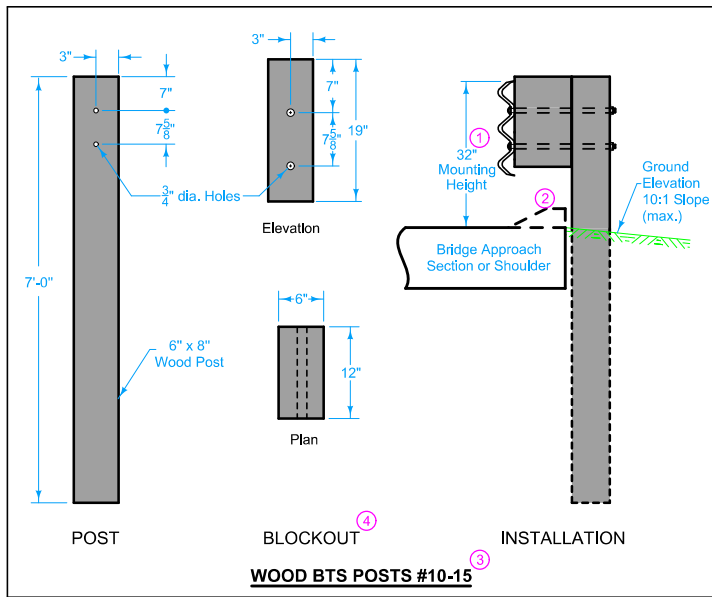 3"
7"
7 5/8"
3/4" dia. Holes
7'-0"
6" x 8"
Wood Post
POST
3"
7"
7 5/8"
19"
Elevation
6"
12"
Plan
BLOCKOUT 4
1
32"
Mounting
Height
2
Ground
Elevation
10:1 Slope
(max.)
Bridge Approach
Section or Shoulder
INSTALLATION
WOOD BTS POSTS #10-15 3